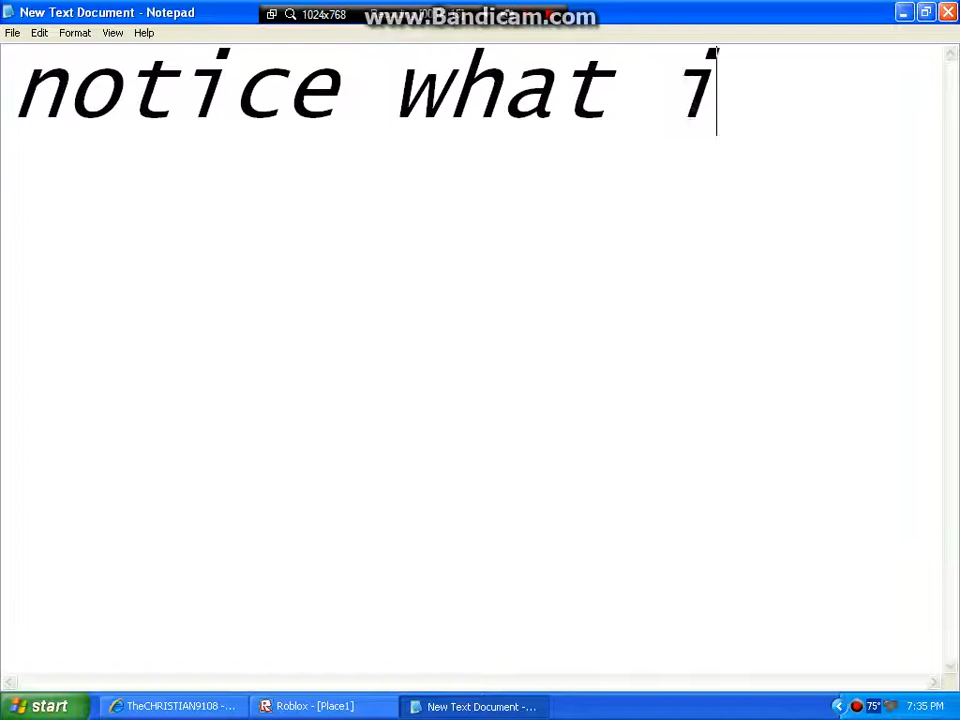 New Text Document - Notepad
1024x768
www.Bandicam.com
File Edit Format View Help
notice what i
start
TheCHRISTIAN9108 -...
Roblox - [Place1]
New Text Document -...
75°
7:35 PM